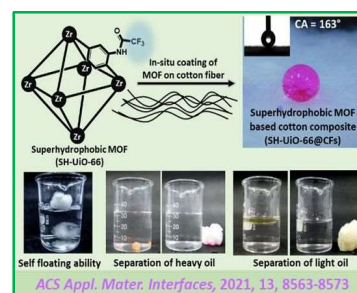 Zr
Zr
Zr
Zr
Zr
Zr
O
CF3
NH
In-situ coating of
MOF on cotton fiber
CA = 163°
Superhydrophobic MOF
(SH-UiO-66)
Superhydrophobic MOF
based cotton composite
(SH-UiO-66@CFs)
Self floating ability
Separation of heavy oil
Separation of light oil
ACS Appl. Mater. Interfaces, 2021, 13, 8563-8573